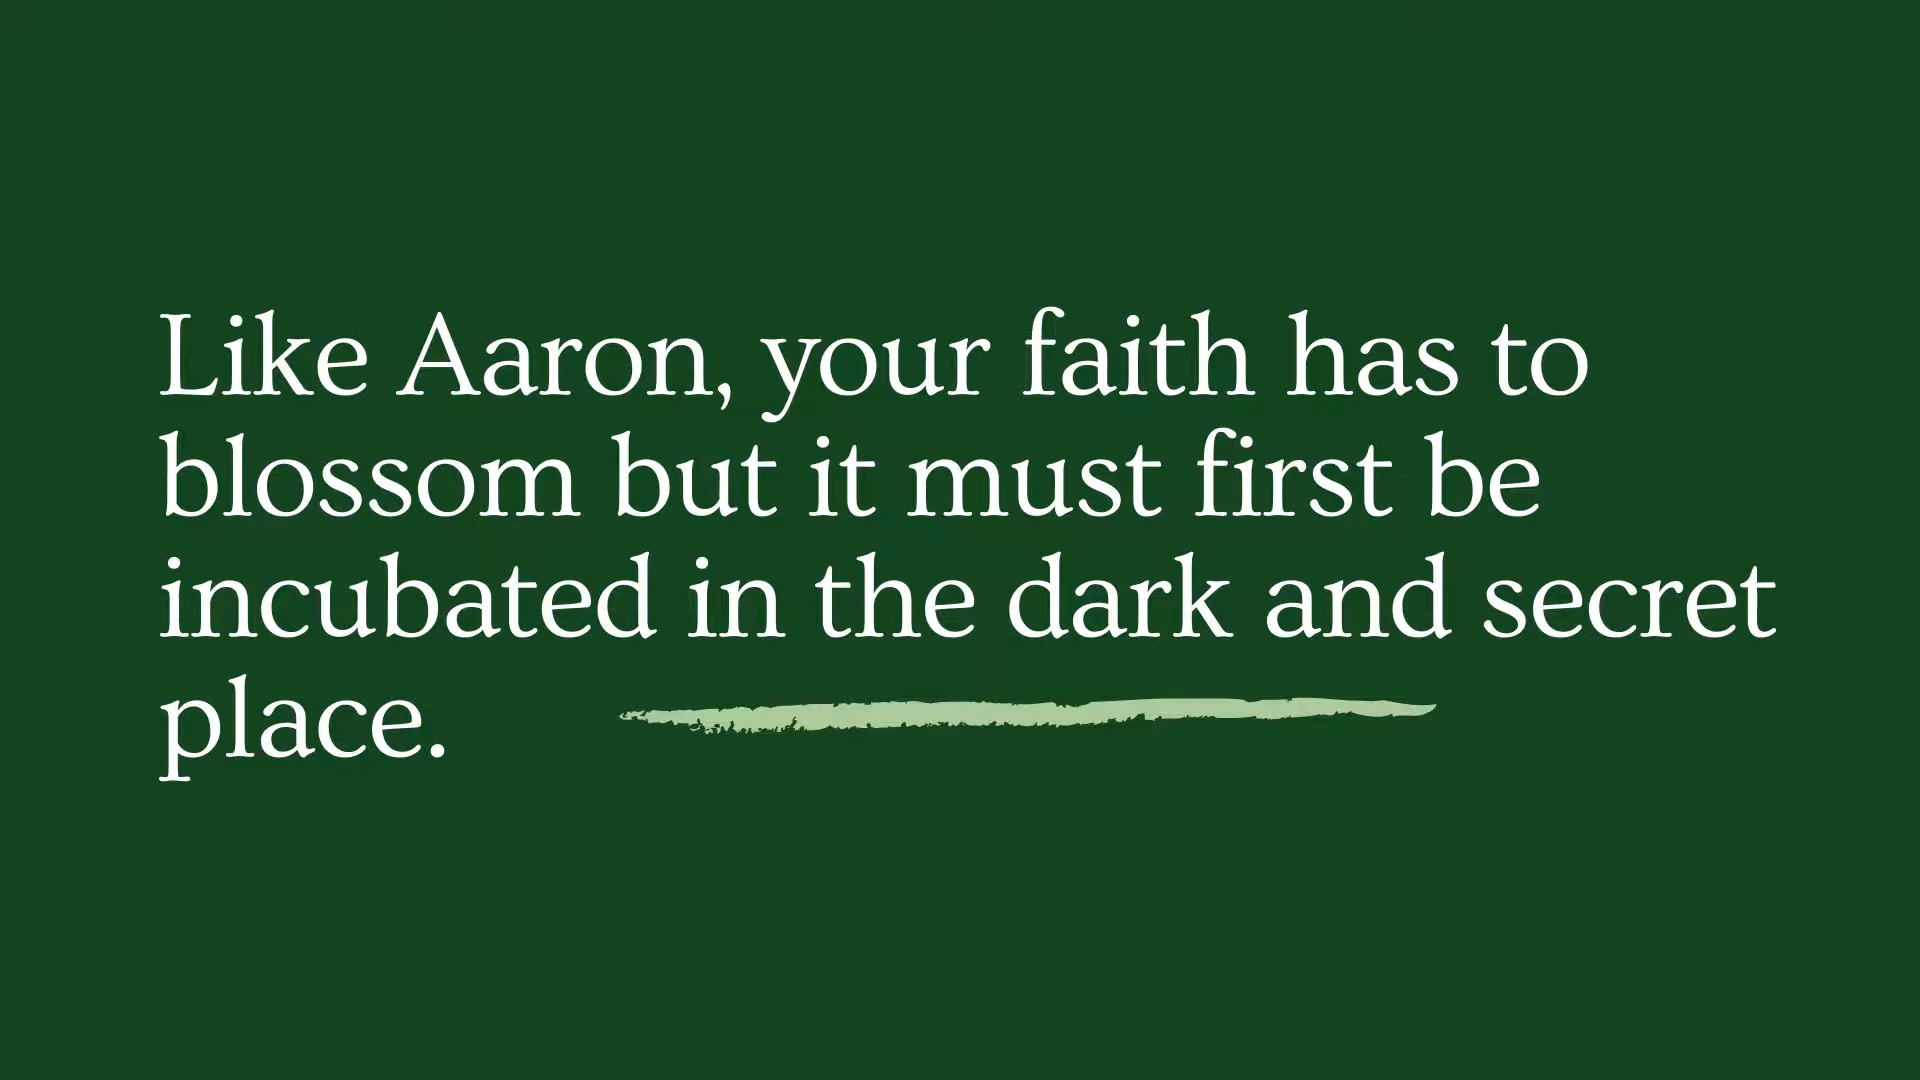 Like Aaron, your faith has to
blossom but it must first be
incubated in the dark and secret
place.